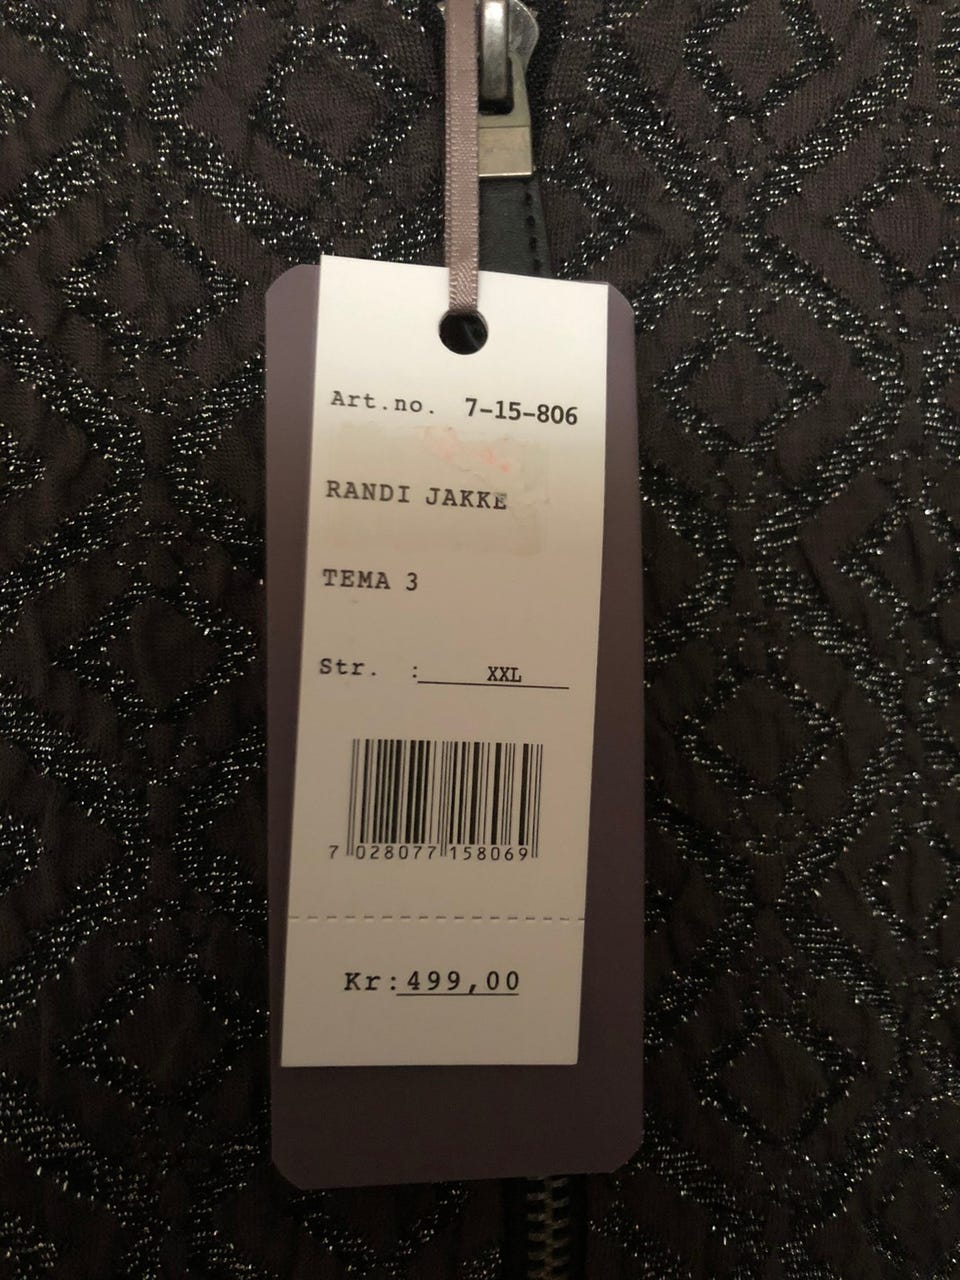 Art.no. 7-15-806
RANDI JAKKE
TEMA 3
Str. : XXL
7 028077 158069
Kr:499,00